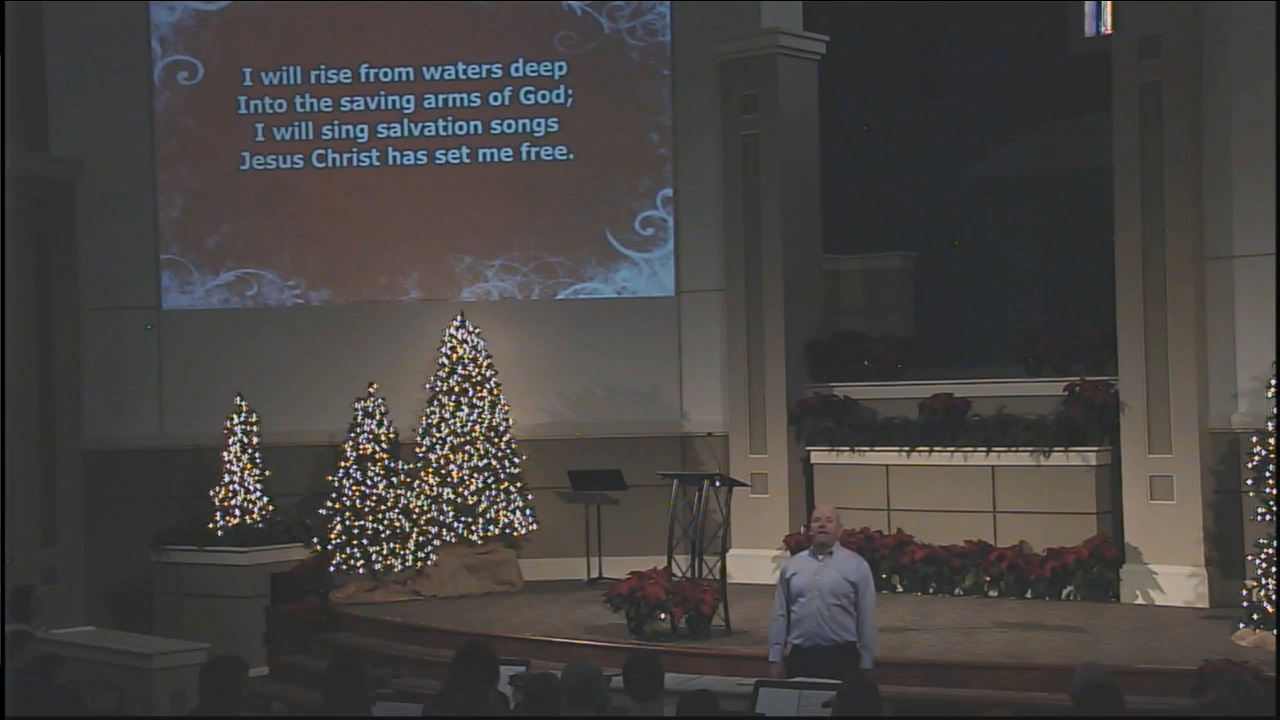 I will rise from waters deep
Into the saving arms of God;
I will sing salvation songs
Jesus Christ has set me free.